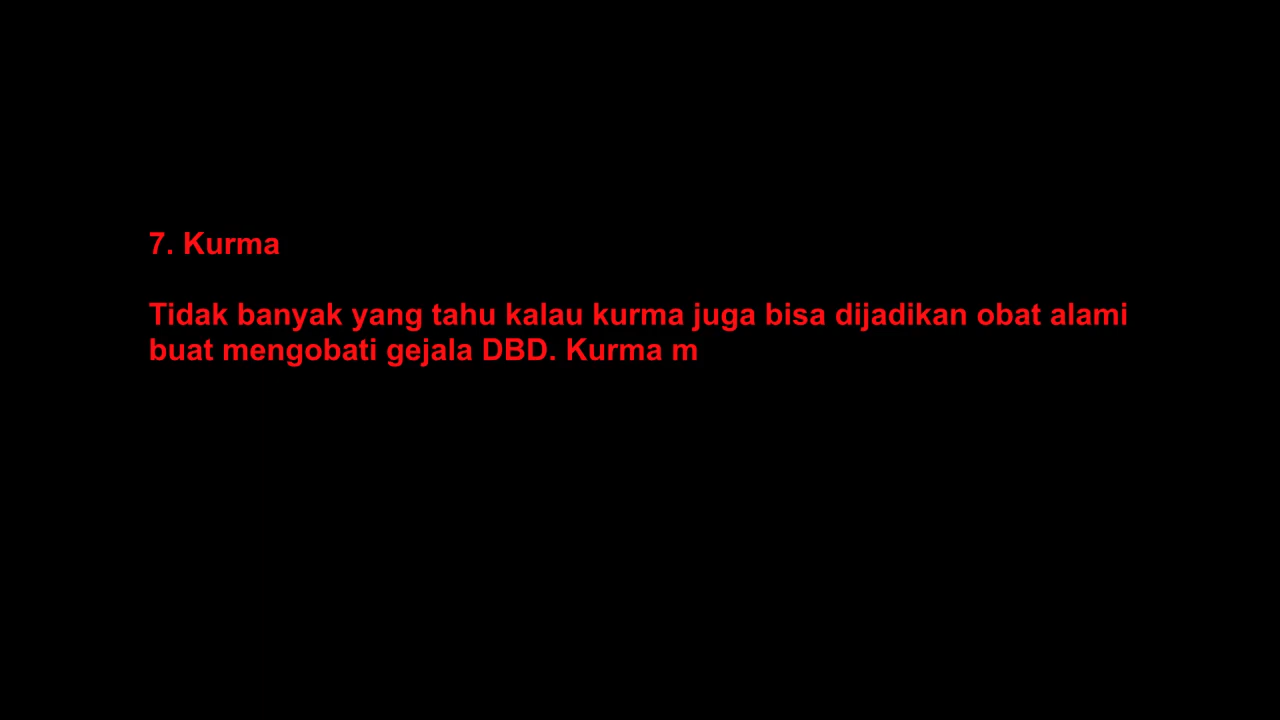 7. Kurma
Tidak banyak yang tahu kalau kurma juga bisa dijadikan obat alami
buat mengobati gejala DBD. Kurma m